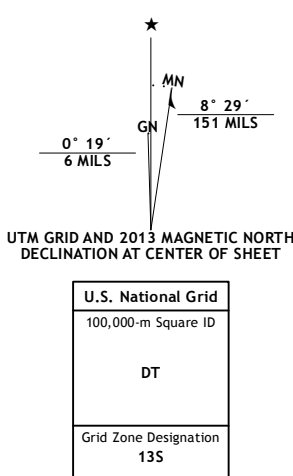 ★
MN
GN
8° 29´
151 MILS
0° 19´
6 MILS
UTM GRID AND 2013 MAGNETIC NORTH
DECLINATION AT CENTER OF SHEET
U.S. National Grid
100,000-m Square ID
DT
Grid Zone Designation
13S